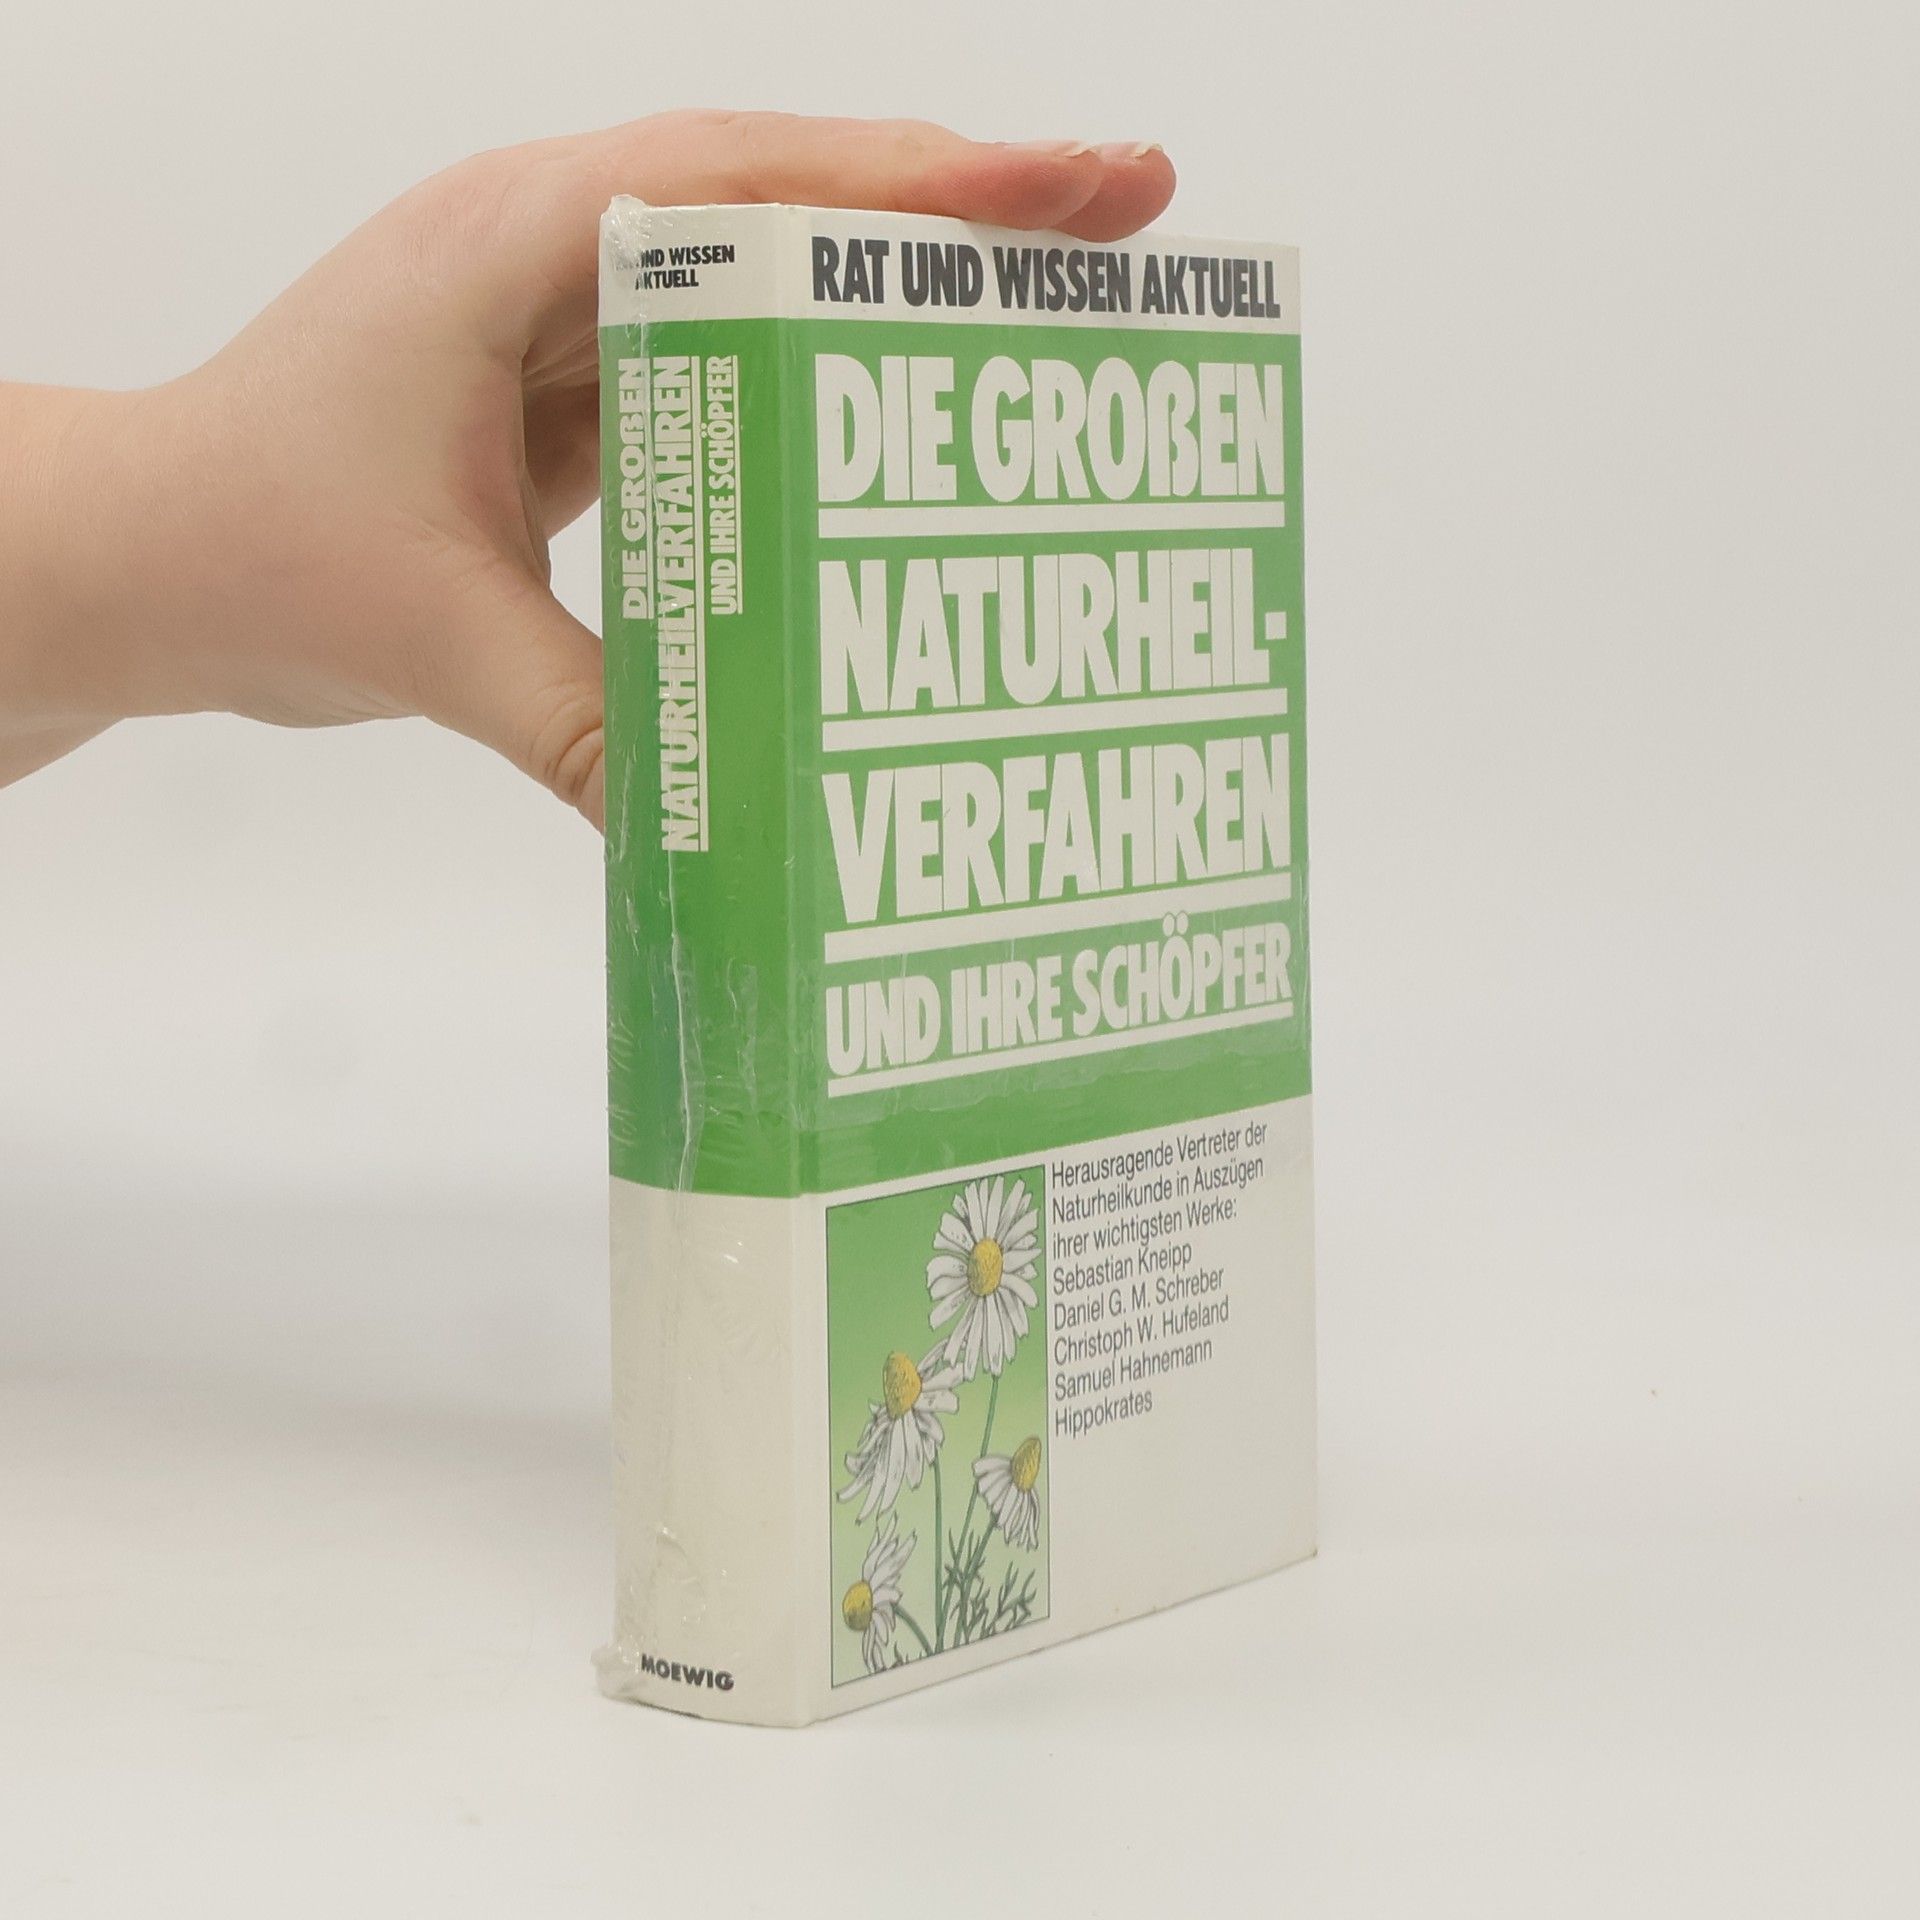 UND WISSEN
AKTUELL
DIE GROßEN
NATURHEILVERFAHREN
UND IHRE SCHÖPFER
MOEWIG
RAT UND WISSEN AKTUELL
DIE GROßEN
NATURHEIL-
VERFAHREN
UND IHRE SCHÖPFER
Herausragende Vertreter der
Naturheilkunde in Auszügen
ihrer wichtigsten Werke:
Sebastian Kneipp
Daniel G. M. Schreber
Christoph W. Hufeland
Samuel Hahnemann
Hippokrates